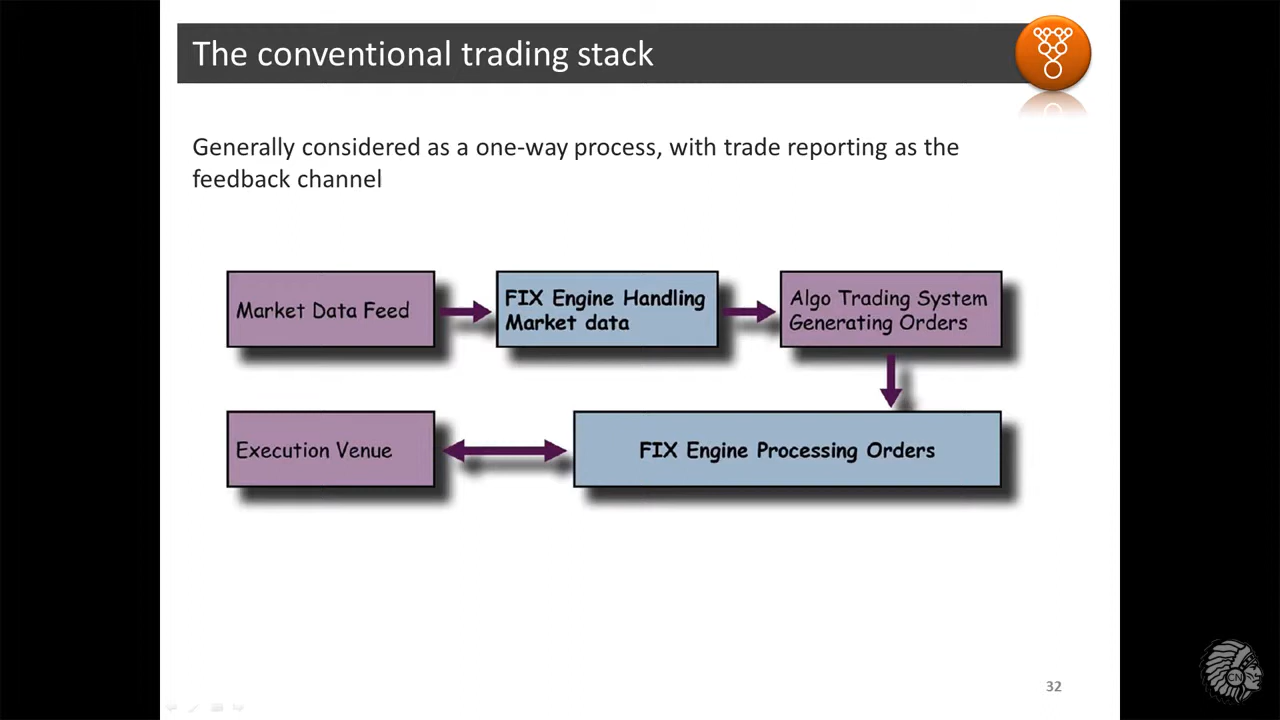 The conventional trading stack
Generally considered as a one-way process, with trade reporting as the
feedback channel
Market Data Feed
FIX Engine Handling
Market data
Algo Trading System
Generating Orders
Execution Venue
FIX Engine Processing Orders
32
CN